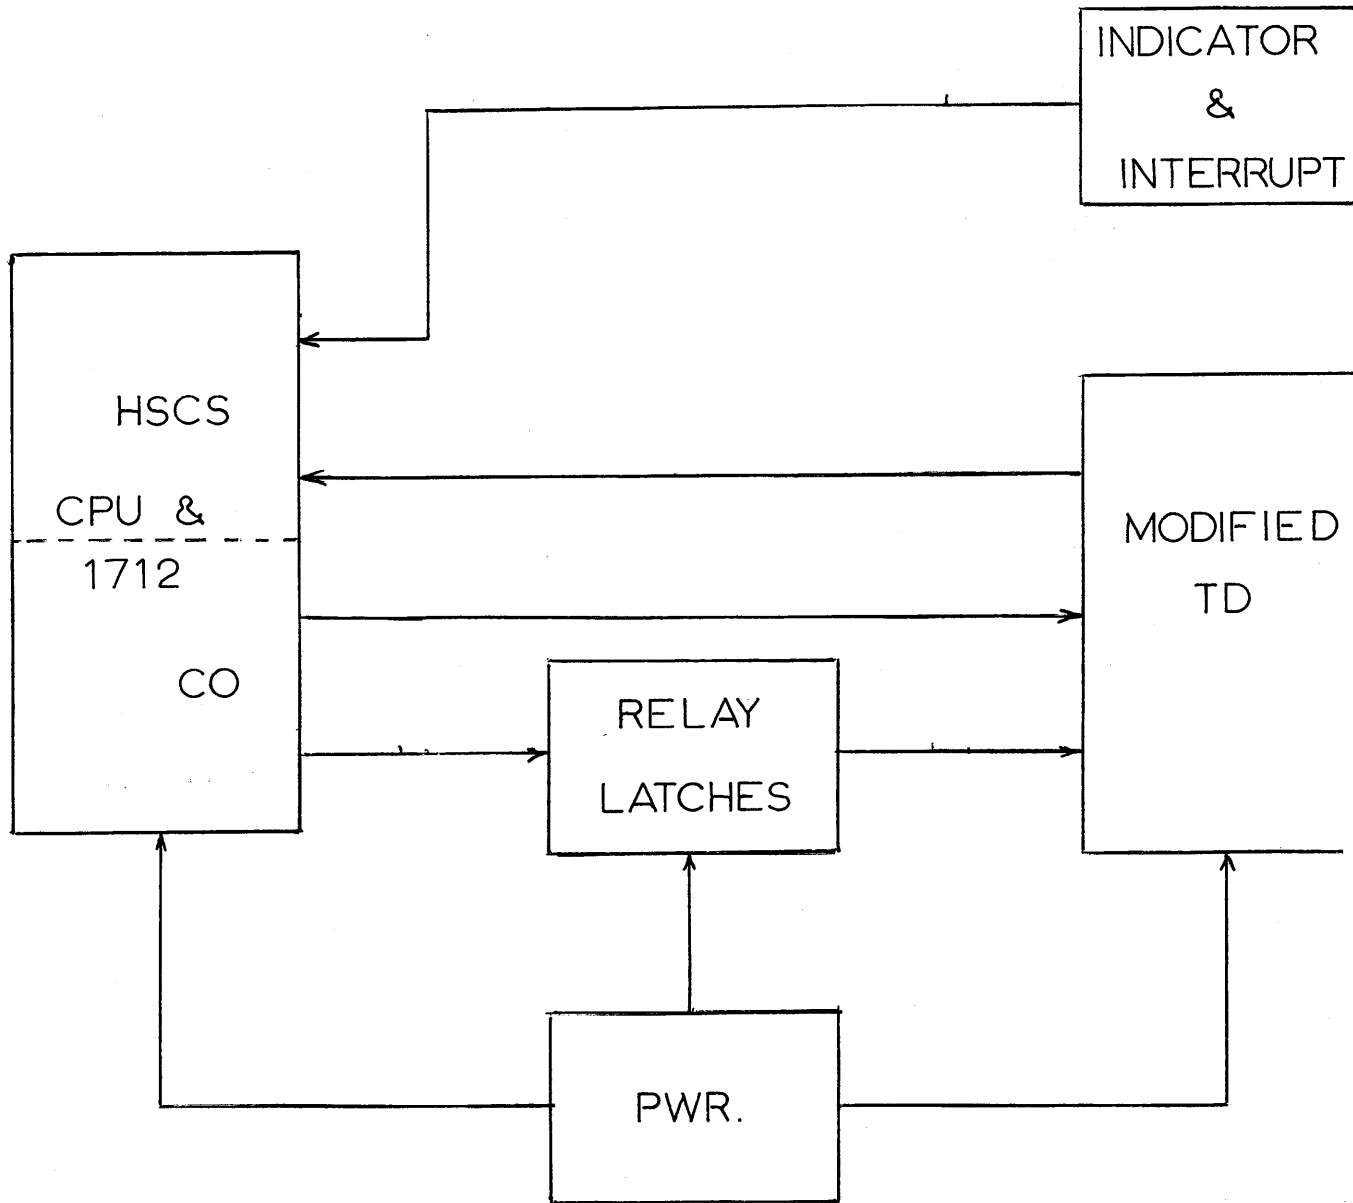 INDICATOR
&
INTERRUPT
HSCS
CPU &
1712
CO
MODIFIED
TD
RELAY
LATCHES
PWR.